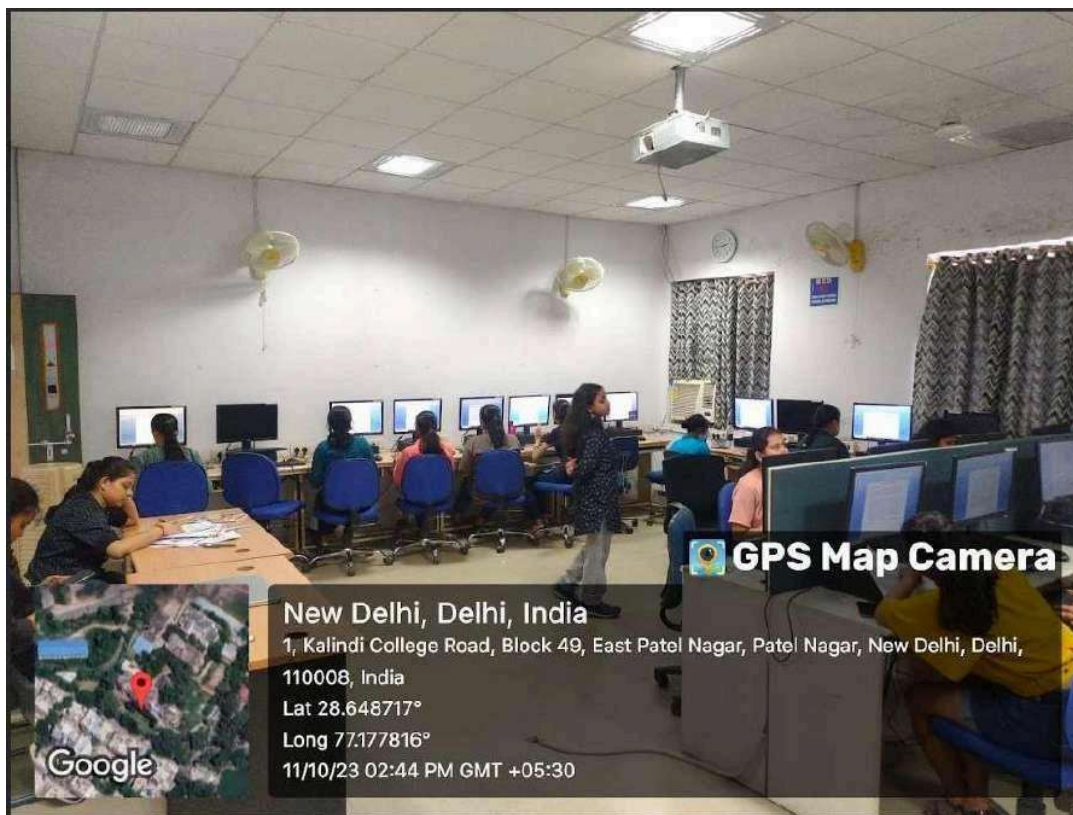 GPS Map Camera
New Delhi, Delhi, India
1, Kalindi College Road, Block 49, East Patel Nagar, Patel Nagar, New Delhi, Delhi,
110008, India
Lat 28.648717°
Long 77.177816°
11/10/23 02:44 PM GMT +05:30
Google